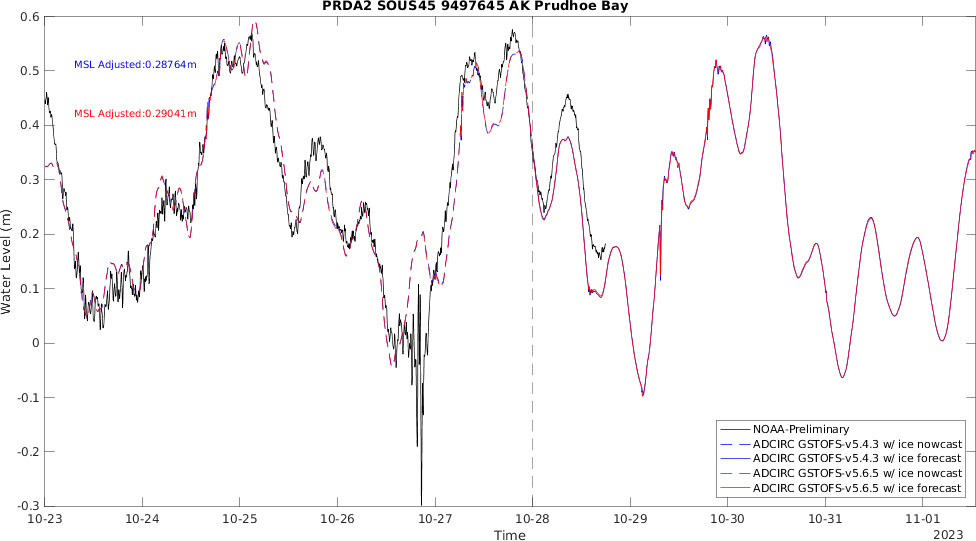 PRDA2 SOUS45 9497645 AK Prudhoe Bay
0.6
0.5
0.4
0.3
0.2
0.1
0
-0.1
-0.2
-0.3
Water Level (m)
MSL Adjusted:0.28764m
MSL Adjusted:0.29041m
NOAA-Preliminary
ADCIRC GSTOFS-v5.4.3 w/ ice nowcast
ADCIRC GSTOFS-v5.4.3 w/ ice forecast
ADCIRC GSTOFS-v5.6.5 w/ ice nowcast
ADCIRC GSTOFS-v5.6.5 w/ ice forecast
10-23 10-24 10-25 10-26 10-27 10-28 10-29 10-30 10-31 11-01
Time
2023